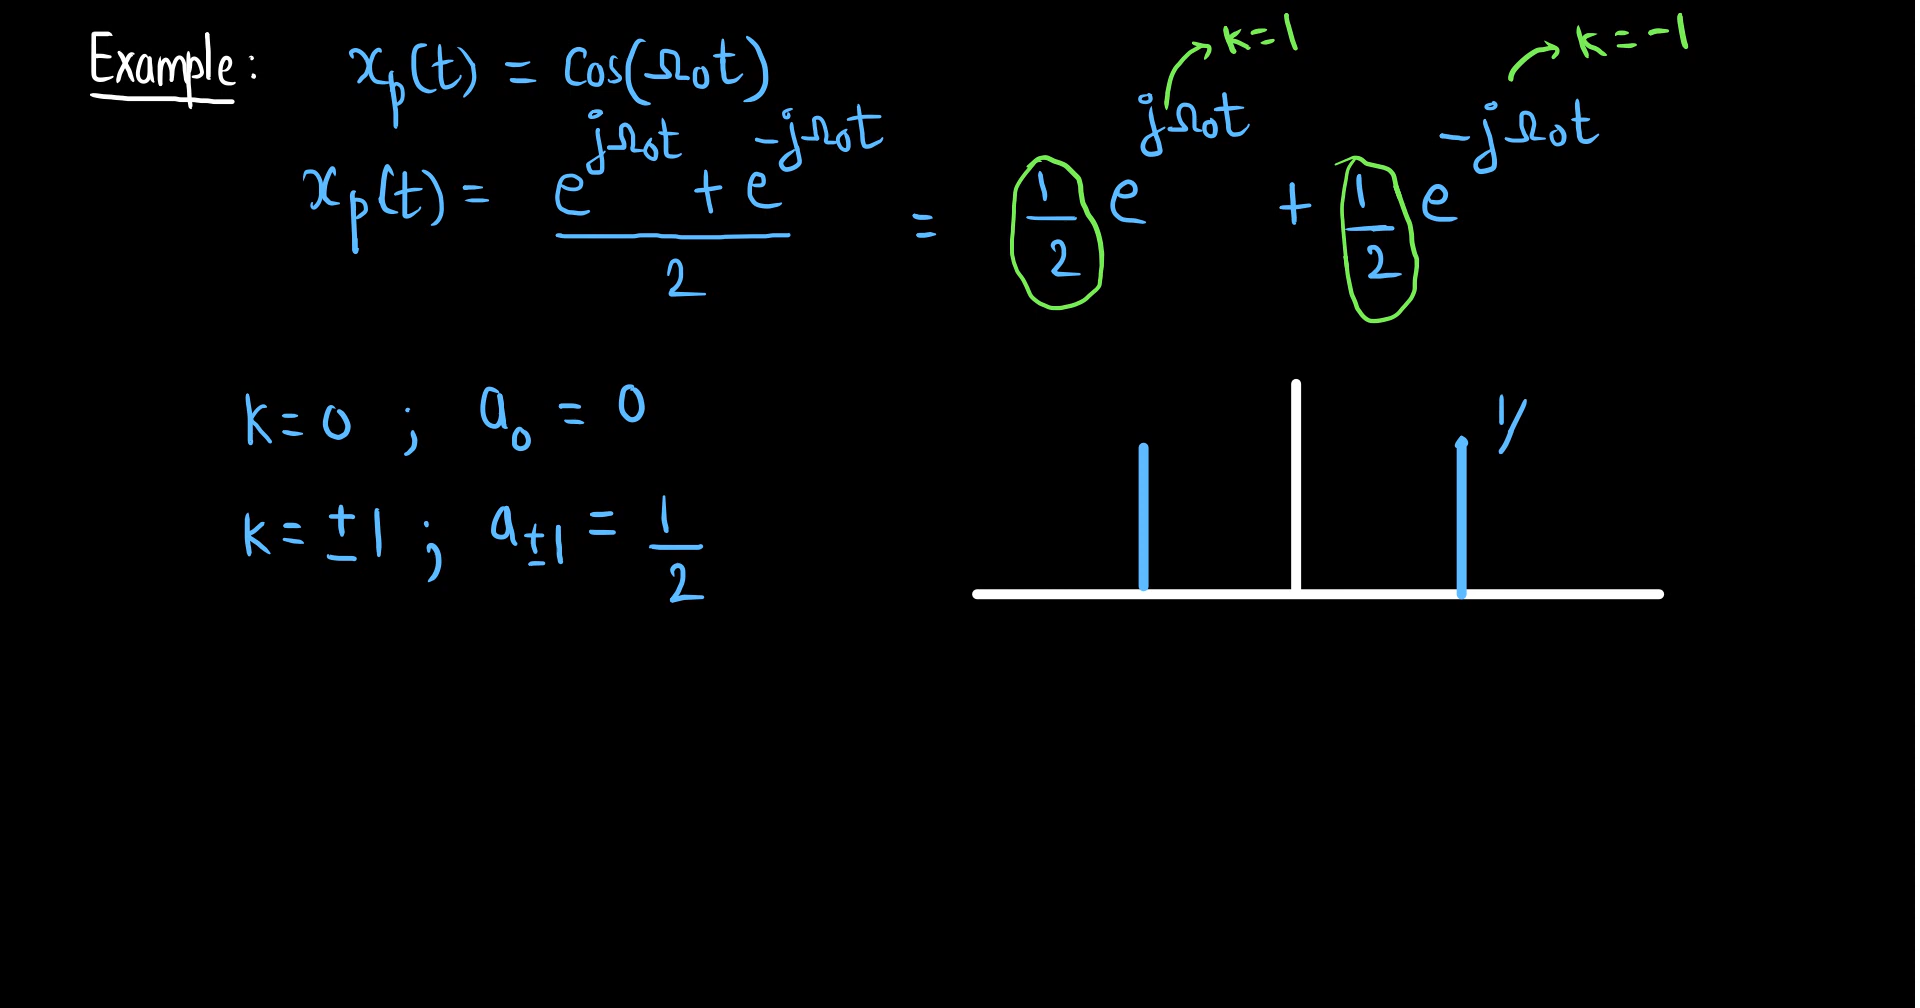 Example: xₚ(t) = Cos(Ω₀t)
xₚ(t) = (e^{jΩ₀t} + e^{-jΩ₀t})/2 = 1/2 e^{jΩ₀t} + 1/2 e^{-jΩ₀t}
k=1
k=-1
k=0 ; a₀ = 0
k=±1 ; a_{±1} = 1/2
1/